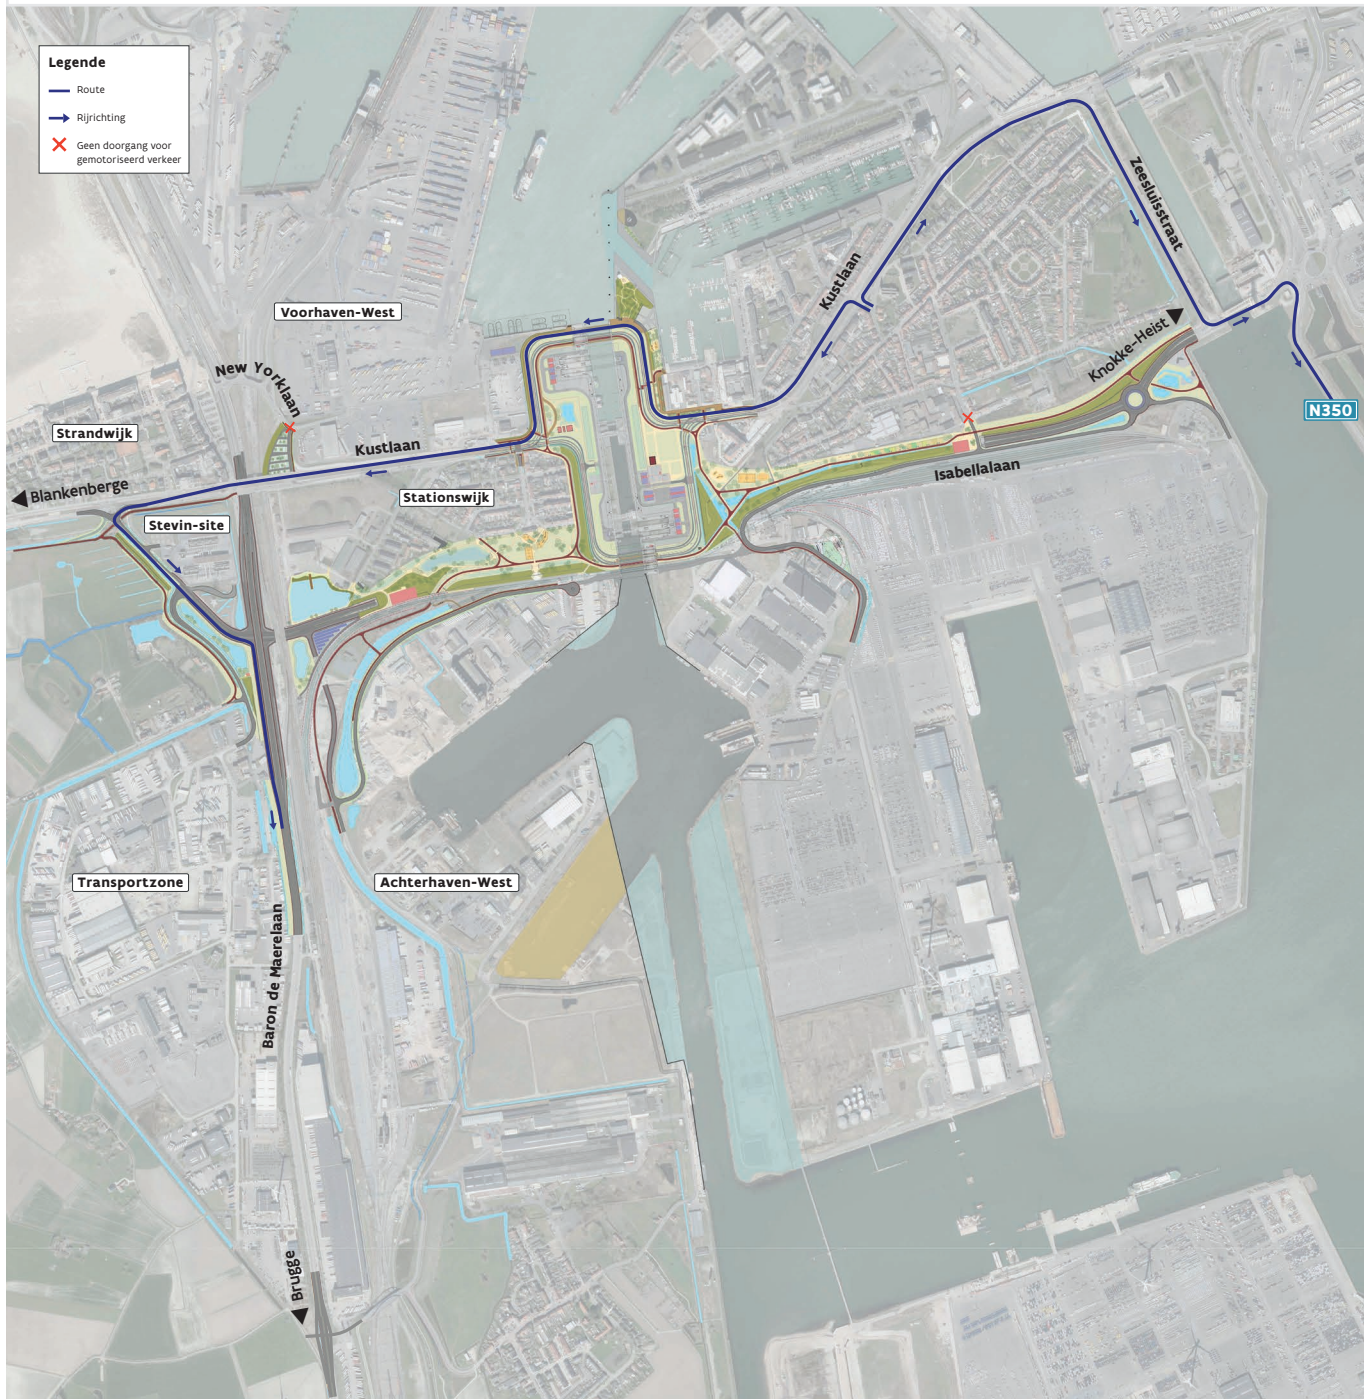 Legende
Route
Rijrichting
Geen doorgang voor
gemotoriseerd verkeer
Zeesluisstraat
Kustlaan
Voorhaven-West
Knokke-Heist
New Yorklaan
N350
Strandwijk
Kustlaan
Isabellalaan
Blankenberge
Stationswijk
Stevin-site
Transportzone
Achterhaven-West
Baron de Maerelaan
Brugge